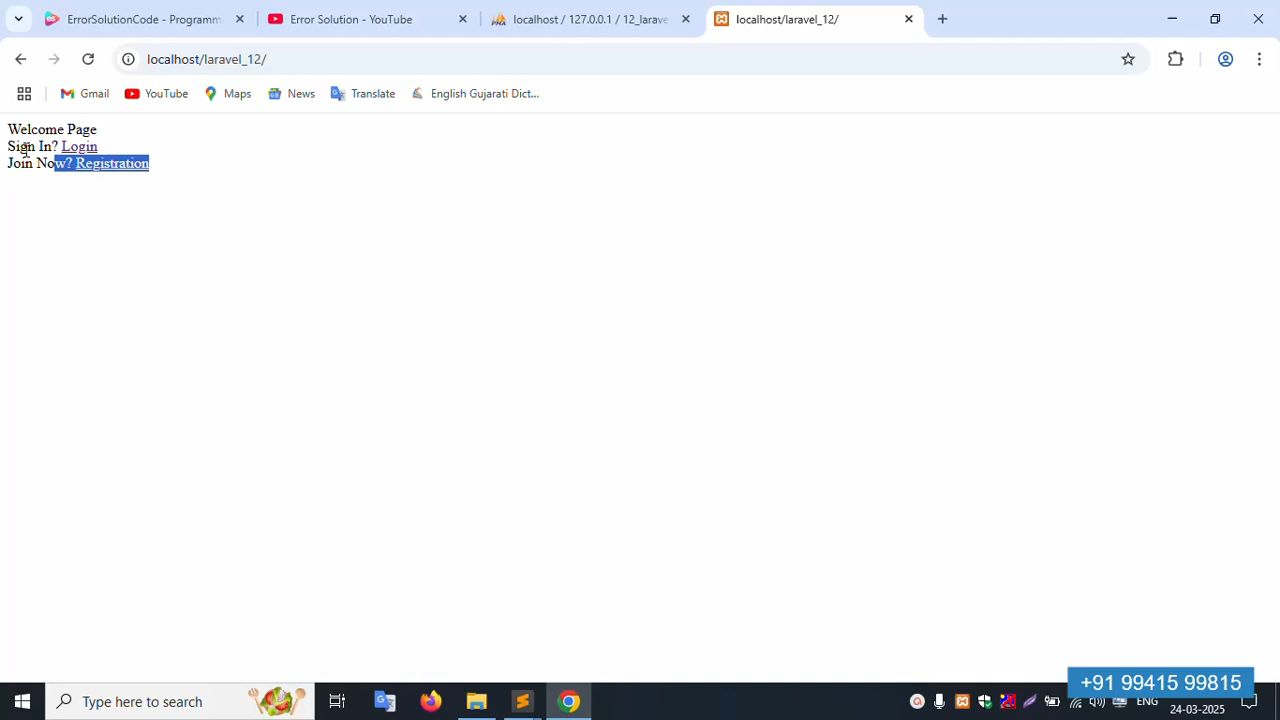 ErrorSolutionCode - Programm
Error Solution - YouTube
localhost / 127.0.0.1 / 12_larave
localhost/laravel_12/
localhost/laravel_12/
Gmail
YouTube
Maps
News
Translate
English Gujarati Dict...
Welcome Page
Sign In? Login
Join Now? Registration
+91 99415 99815
Type here to search
ENG
24-03-2025